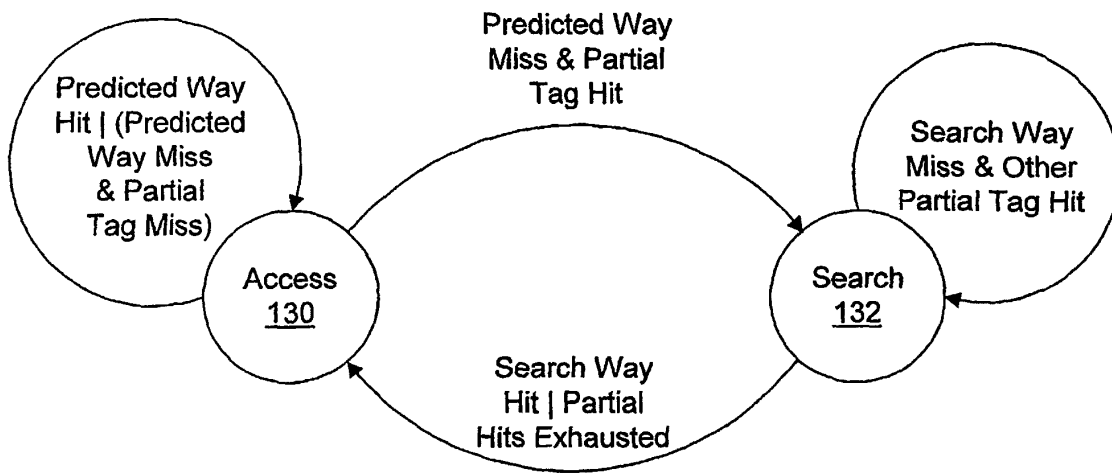 Predicted Way
Miss & Partial
Tag Hit
Predicted Way
Hit | (Predicted
Way Miss
& Partial
Tag Miss)
Search Way
Miss & Other
Partial Tag Hit
Access
130
Search
132
Search Way
Hit | Partial
Hits Exhausted